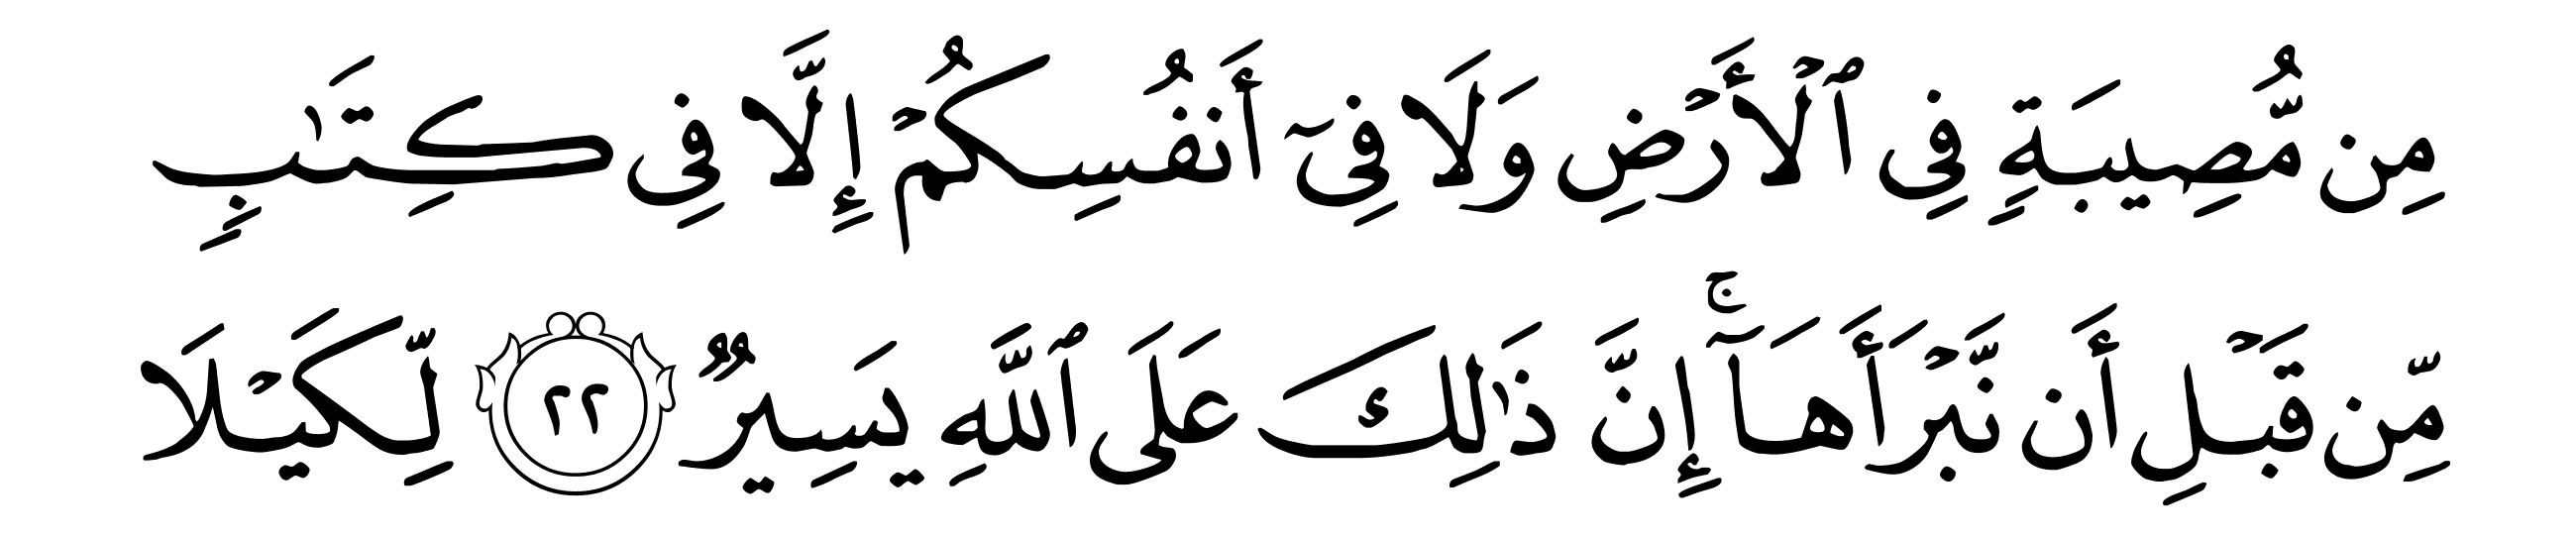 مِن مُّصِيبَةٍ فِى ٱلْأَرْضِ وَلَا فِىٓ أَنفُسِكُمْ إِلَّا فِى كِتَٰبٍ
مِّن قَبْلِ أَن نَّبْرَأَهَآ ۚ إِنَّ ذَٰلِكَ عَلَى ٱللَّهِ يَسِيرٌ ٢٢ لِّكَيْلَا